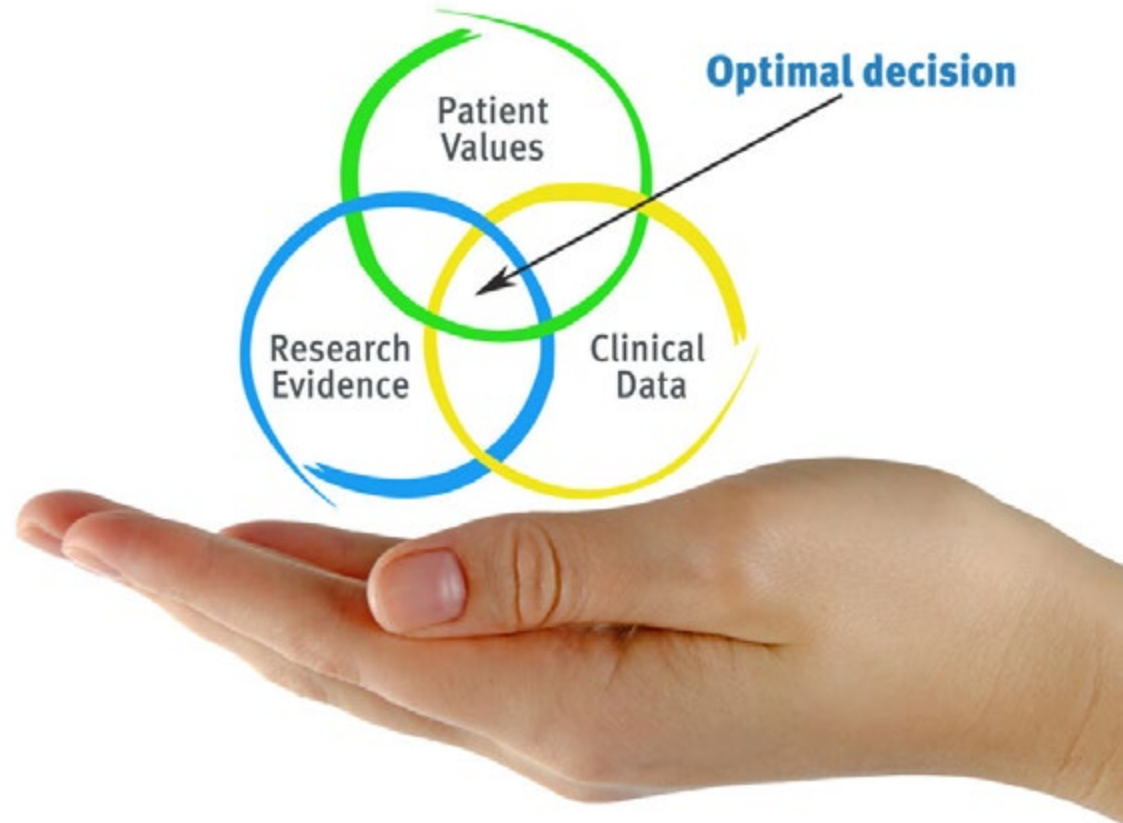 Optimal decision
Patient
Values
Research
Evidence
Clinical
Data